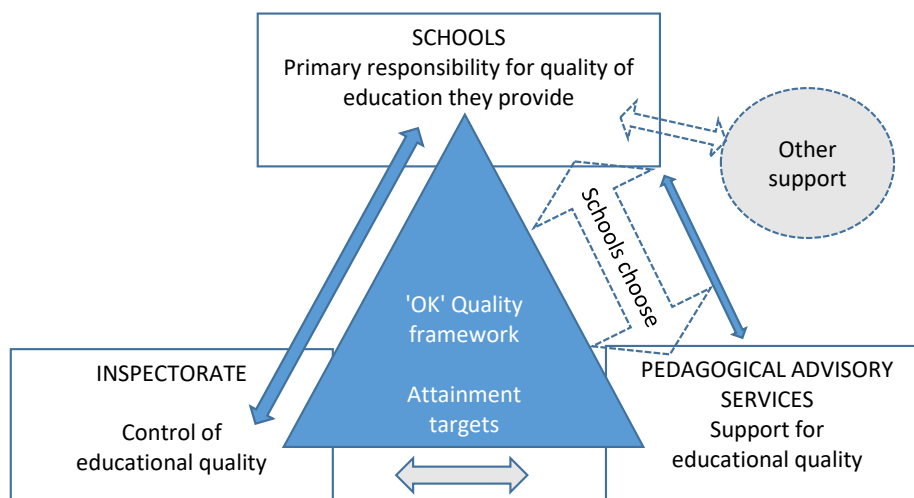 SCHOOLS
Primary responsibility for quality of
education they provide
Other
support
Schools choose
'OK' Quality
framework
Attainment
targets
INSPECTORATE
Control of
educational quality
PEDAGOGICAL ADVISORY
SERVICES
Support for
educational quality